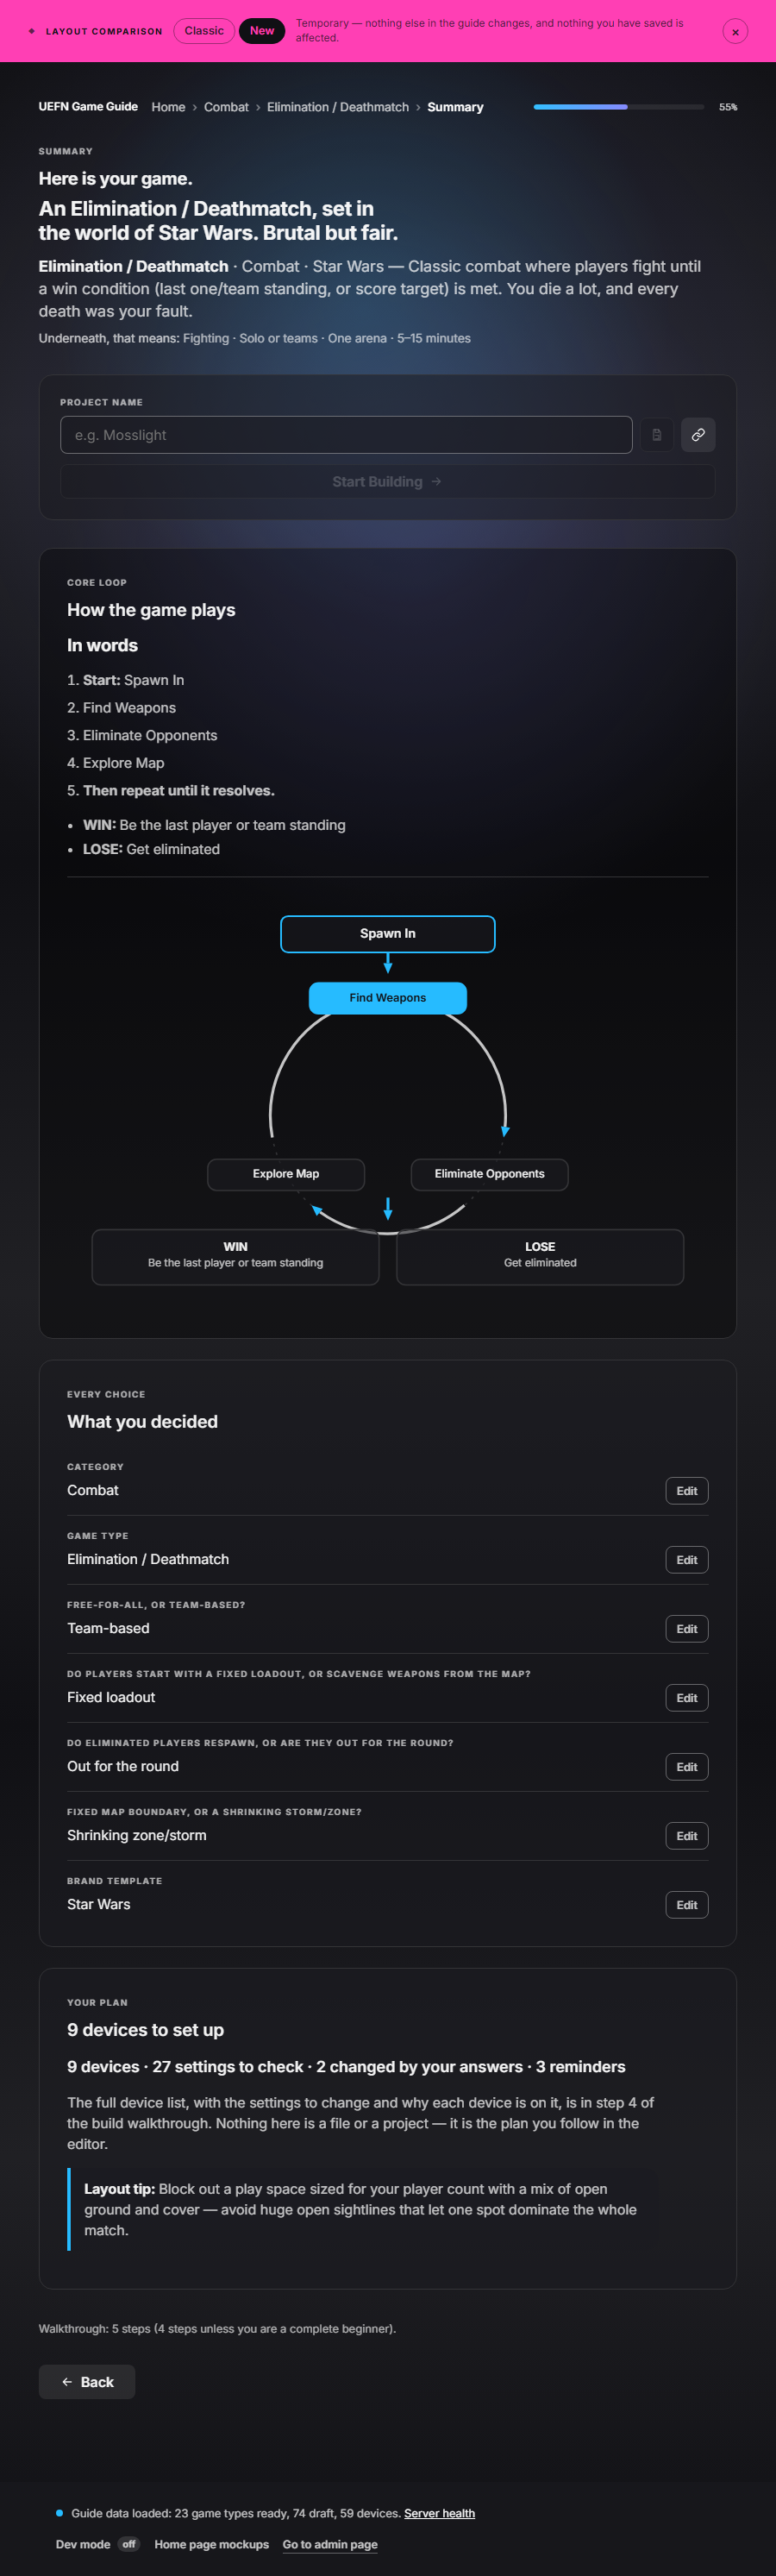 LAYOUT COMPARISON Classic New Temporary — nothing else in the guide changes, and nothing you have saved is
affected.
×
UEFN Game Guide Home › Combat › Elimination / Deathmatch › Summary 55%
SUMMARY
Here is your game.
An Elimination / Deathmatch, set in
the world of Star Wars. Brutal but fair.
Elimination / Deathmatch · Combat · Star Wars — Classic combat where players fight until
a win condition (last one/team standing, or score target) is met. You die a lot, and every
death was your fault.
Underneath, that means: Fighting · Solo or teams · One arena · 5–15 minutes
PROJECT NAME
e.g. Mosslight
Start Building →
CORE LOOP
How the game plays
In words
1. Start: Spawn In
2. Find Weapons
3. Eliminate Opponents
4. Explore Map
5. Then repeat until it resolves.
• WIN: Be the last player or team standing
• LOSE: Get eliminated
Spawn In
Find Weapons
Explore Map Eliminate Opponents
WIN LOSE
Be the last player or team standing Get eliminated
EVERY CHOICE
What you decided
CATEGORY
Combat Edit
GAME TYPE
Elimination / Deathmatch Edit
FREE-FOR-ALL, OR TEAM-BASED?
Team-based Edit
DO PLAYERS START WITH A FIXED LOADOUT, OR SCAVENGE WEAPONS FROM THE MAP?
Fixed loadout Edit
DO ELIMINATED PLAYERS RESPAWN, OR ARE THEY OUT FOR THE ROUND?
Out for the round Edit
FIXED MAP BOUNDARY, OR A SHRINKING STORM/ZONE?
Shrinking zone/storm Edit
BRAND TEMPLATE
Star Wars Edit
YOUR PLAN
9 devices to set up
9 devices · 27 settings to check · 2 changed by your answers · 3 reminders
The full device list, with the settings to change and why each device is on it, is in step 4 of
the build walkthrough. Nothing here is a file or a project — it is the plan you follow in the
editor.
Layout tip: Block out a play space sized for your player count with a mix of open
ground and cover — avoid huge open sightlines that let one spot dominate the whole
match.
Walkthrough: 5 steps (4 steps unless you are a complete beginner).
← Back
Guide data loaded: 23 game types ready, 74 draft, 59 devices. Server health
Dev mode off Home page mockups Go to admin page